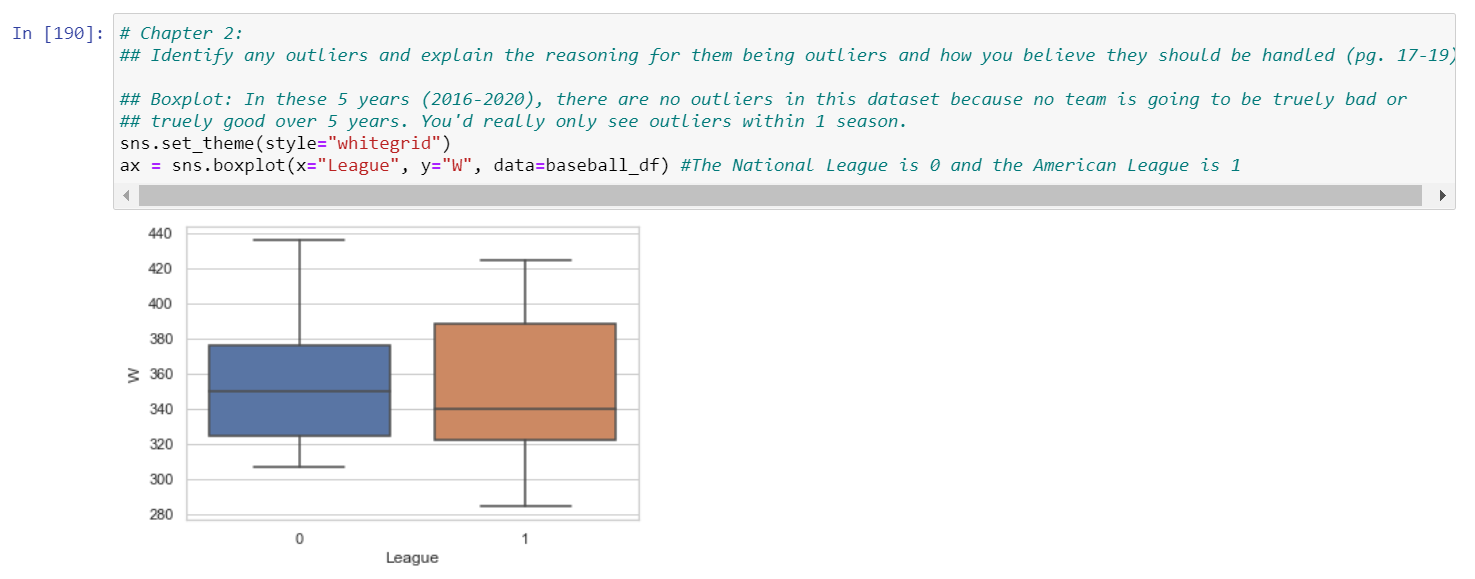 In [190]: # Chapter 2:
## Identify any outliers and explain the reasoning for them being outliers and how you believe they should be handled (pg. 17-19)
## Boxplot: In these 5 years (2016-2020), there are no outliers in this dataset because no team is going to be truely bad or
## truely good over 5 years. You'd really only see outliers within 1 season.
sns.set_theme(style="whitegrid")
ax = sns.boxplot(x="League", y="W", data=baseball_df) #The National League is 0 and the American League is 1
440
420
400
380
360
340
320
300
280
W
0 1
League